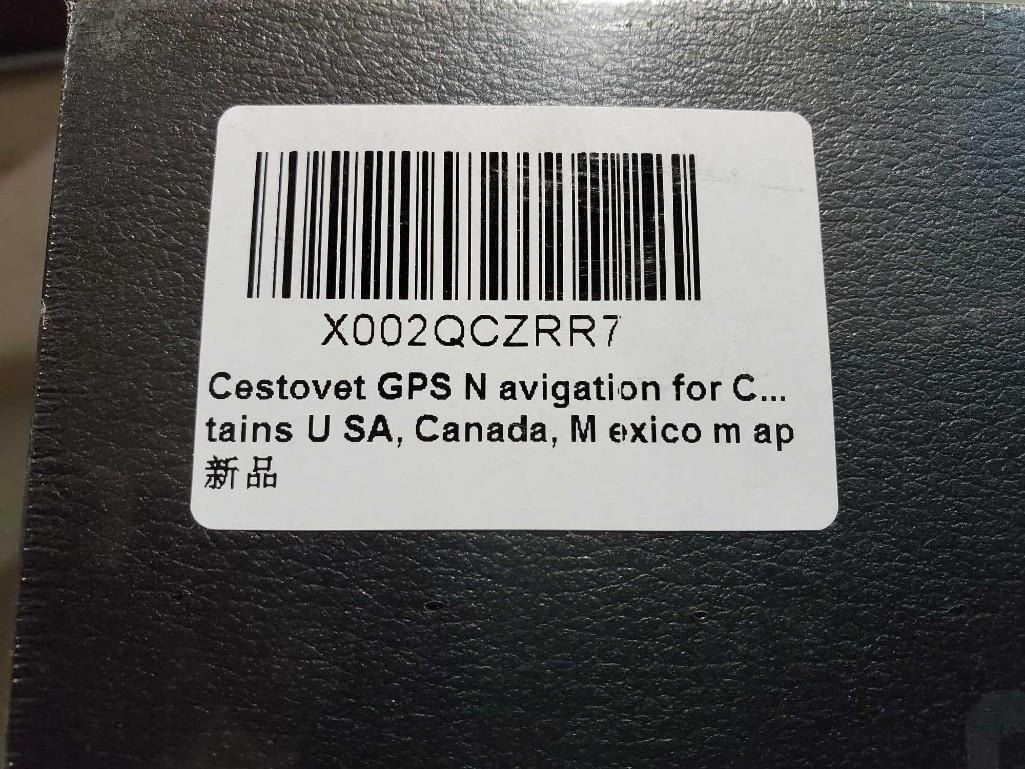 X002QCZRR7
Cestovet GPS N avigation for C...
tains U SA, Canada, M exico m ap
新品